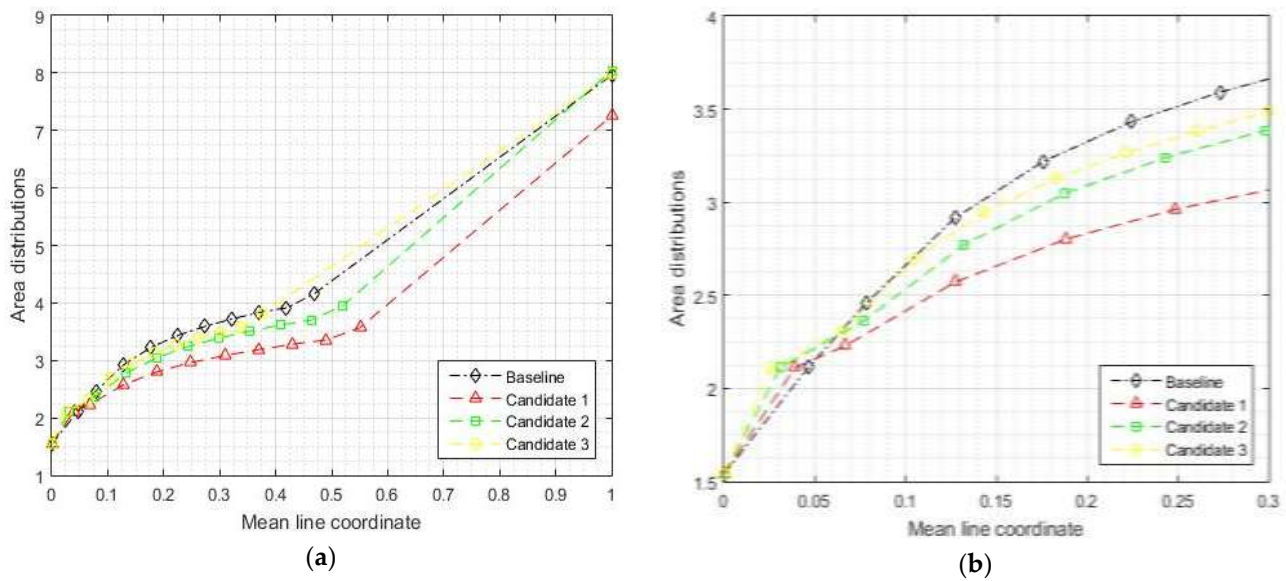 9
8
7
6
5
4
3
2
1
Area distributions
0 0.1 0.2 0.3 0.4 0.5 0.6 0.7 0.8 0.9 1
Mean line coordinate
Baseline
Candidate 1
Candidate 2
Candidate 3
(a)
4
3.5
3
2.5
2
1.5
Area distributions
0 0.05 0.1 0.15 0.2 0.25 0.3
Mean line coordinate
Baseline
Candidate 1
Candidate 2
Candidate 3
(b)